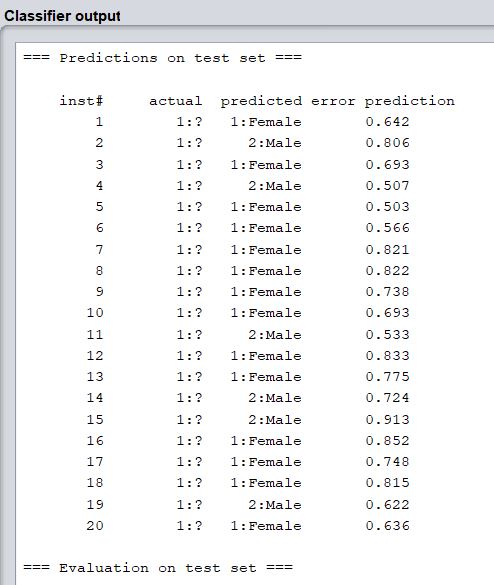 Classifier output
=== Predictions on test set ===
inst# actual predicted error prediction
1 1:? 1:Female 0.642
2 1:? 2:Male 0.806
3 1:? 1:Female 0.693
4 1:? 2:Male 0.507
5 1:? 1:Female 0.503
6 1:? 1:Female 0.566
7 1:? 1:Female 0.821
8 1:? 1:Female 0.822
9 1:? 1:Female 0.738
10 1:? 1:Female 0.693
11 1:? 2:Male 0.533
12 1:? 1:Female 0.833
13 1:? 1:Female 0.775
14 1:? 2:Male 0.724
15 1:? 2:Male 0.913
16 1:? 1:Female 0.852
17 1:? 1:Female 0.748
18 1:? 1:Female 0.815
19 1:? 2:Male 0.622
20 1:? 1:Female 0.636
=== Evaluation on test set ===